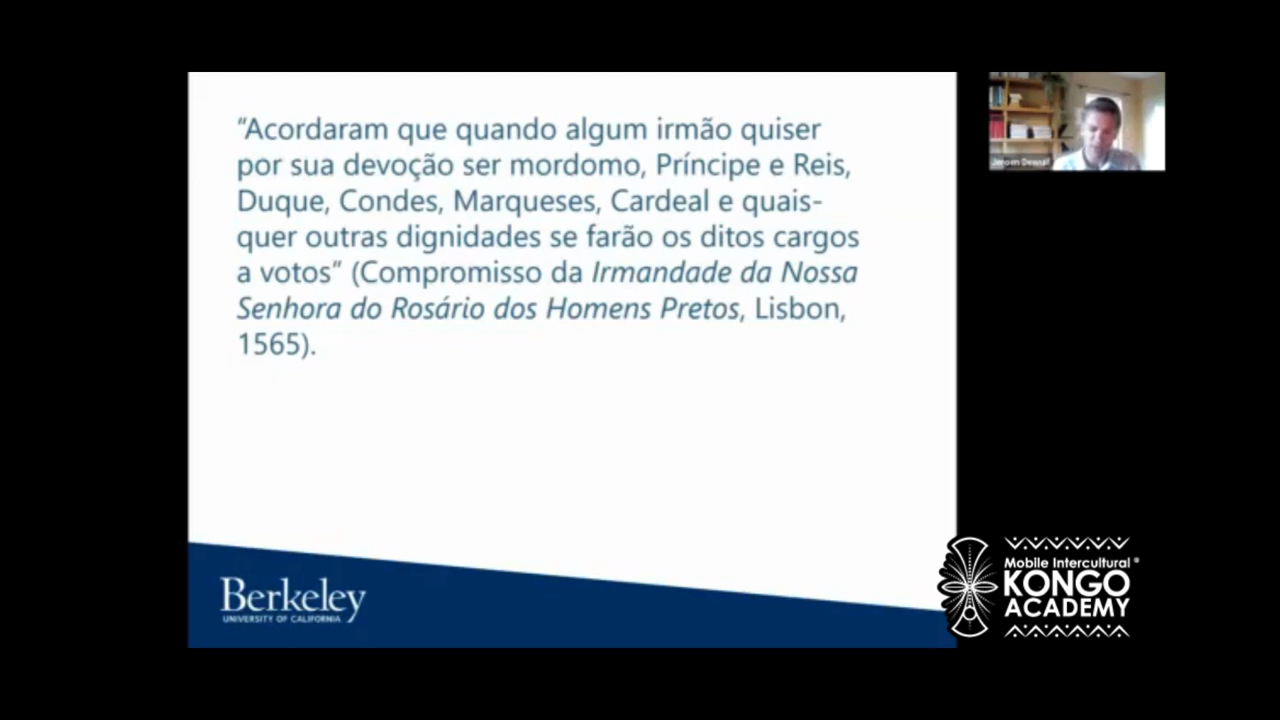 “Acordaram que quando algum irmão quiser
por sua devoção ser mordomo, Príncipe e Reis,
Duque, Condes, Marqueses, Cardeal e quais-
quer outras dignidades se farão os ditos cargos
a votos” (Compromisso da Irmandade da Nossa
Senhora do Rosário dos Homens Pretos, Lisbon,
1565).
Jeroen Dewulf
Berkeley
UNIVERSITY OF CALIFORNIA
Mobile Intercultural ®
KONGO
ACADEMY